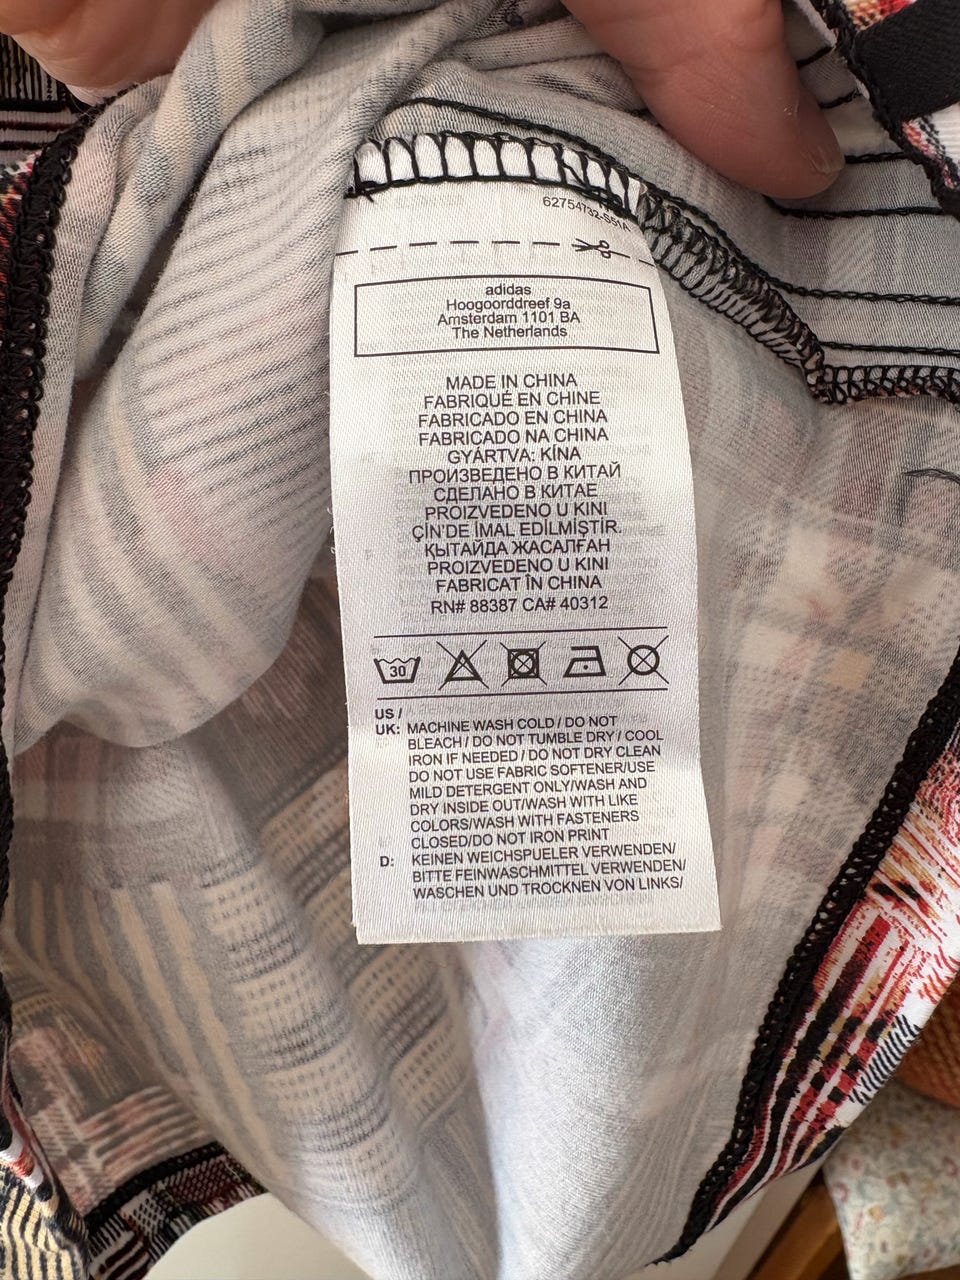 62754732-S51A
adidas
Hoogoorddreef 9a
Amsterdam 1101 BA
The Netherlands
MADE IN CHINA
FABRIQUÉ EN CHINE
FABRICADO EN CHINA
FABRICADO NA CHINA
GYÁRTVA: KÍNA
ПРОИЗВЕДЕНО В КИТАЙ
СДЕЛАНО В КИТАЕ
PROIZVEDENO U KINI
ÇİN'DE İMAL EDİLMİŞTİR.
ҚЫТАЙДА ЖАСАЛҒАН
PROIZVEDENO U KINI
FABRICAT ÎN CHINA
RN# 88387 CA# 40312
30
US /
UK: MACHINE WASH COLD / DO NOT
BLEACH / DO NOT TUMBLE DRY / COOL
IRON IF NEEDED / DO NOT DRY CLEAN
DO NOT USE FABRIC SOFTENER/USE
MILD DETERGENT ONLY/WASH AND
DRY INSIDE OUT/WASH WITH LIKE
COLORS/WASH WITH FASTENERS
CLOSED/DO NOT IRON PRINT
D: KEINEN WEICHSPUELER VERWENDEN/
BITTE FEINWASCHMITTEL VERWENDEN/
WASCHEN UND TROCKNEN VON LINKS/